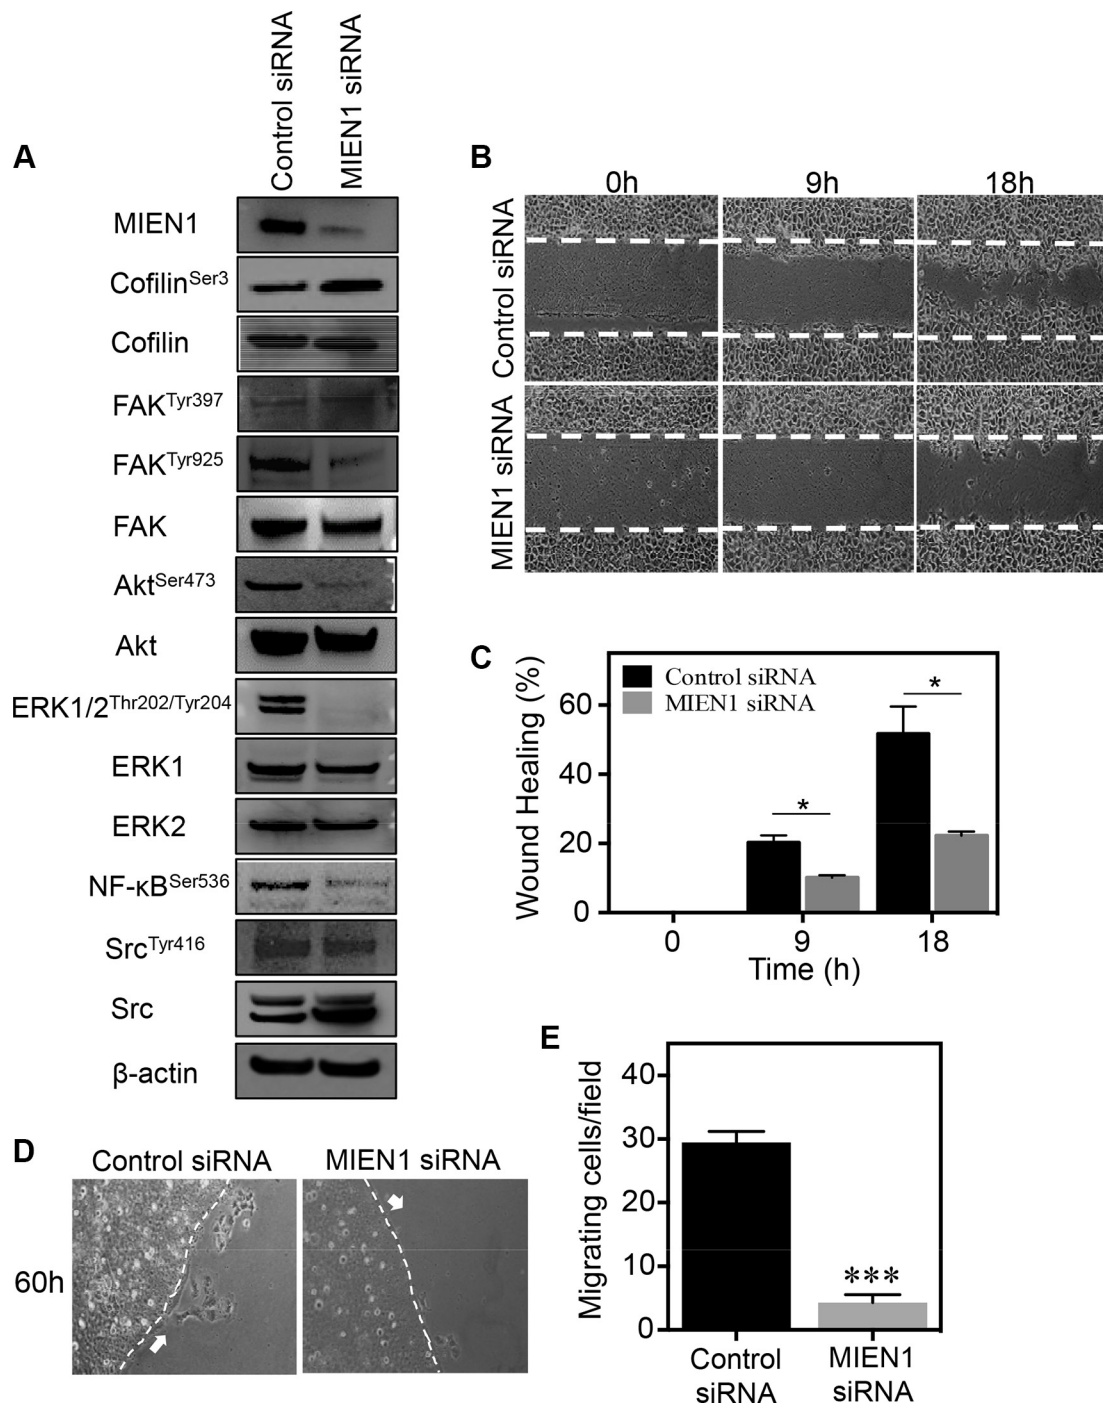 A
Control siRNA
MIEN1 siRNA
MIEN1
CofilinSer3
Cofilin
FAKTyr397
FAKTyr925
FAK
AktSer473
Akt
ERK1/2Thr202/Tyr204
ERK1
ERK2
NF-κBSer536
SrcTyr416
Src
β-actin
B
0h
9h
18h
Control siRNA
MIEN1 siRNA
C
Wound Healing (%)
60
40
20
0
Control siRNA
MIEN1 siRNA
*
*
0
9
18
Time (h)
D
Control siRNA
MIEN1 siRNA
60h
E
Migrating cells/field
40
30
20
10
0
***
Control
siRNA
MIEN1
siRNA